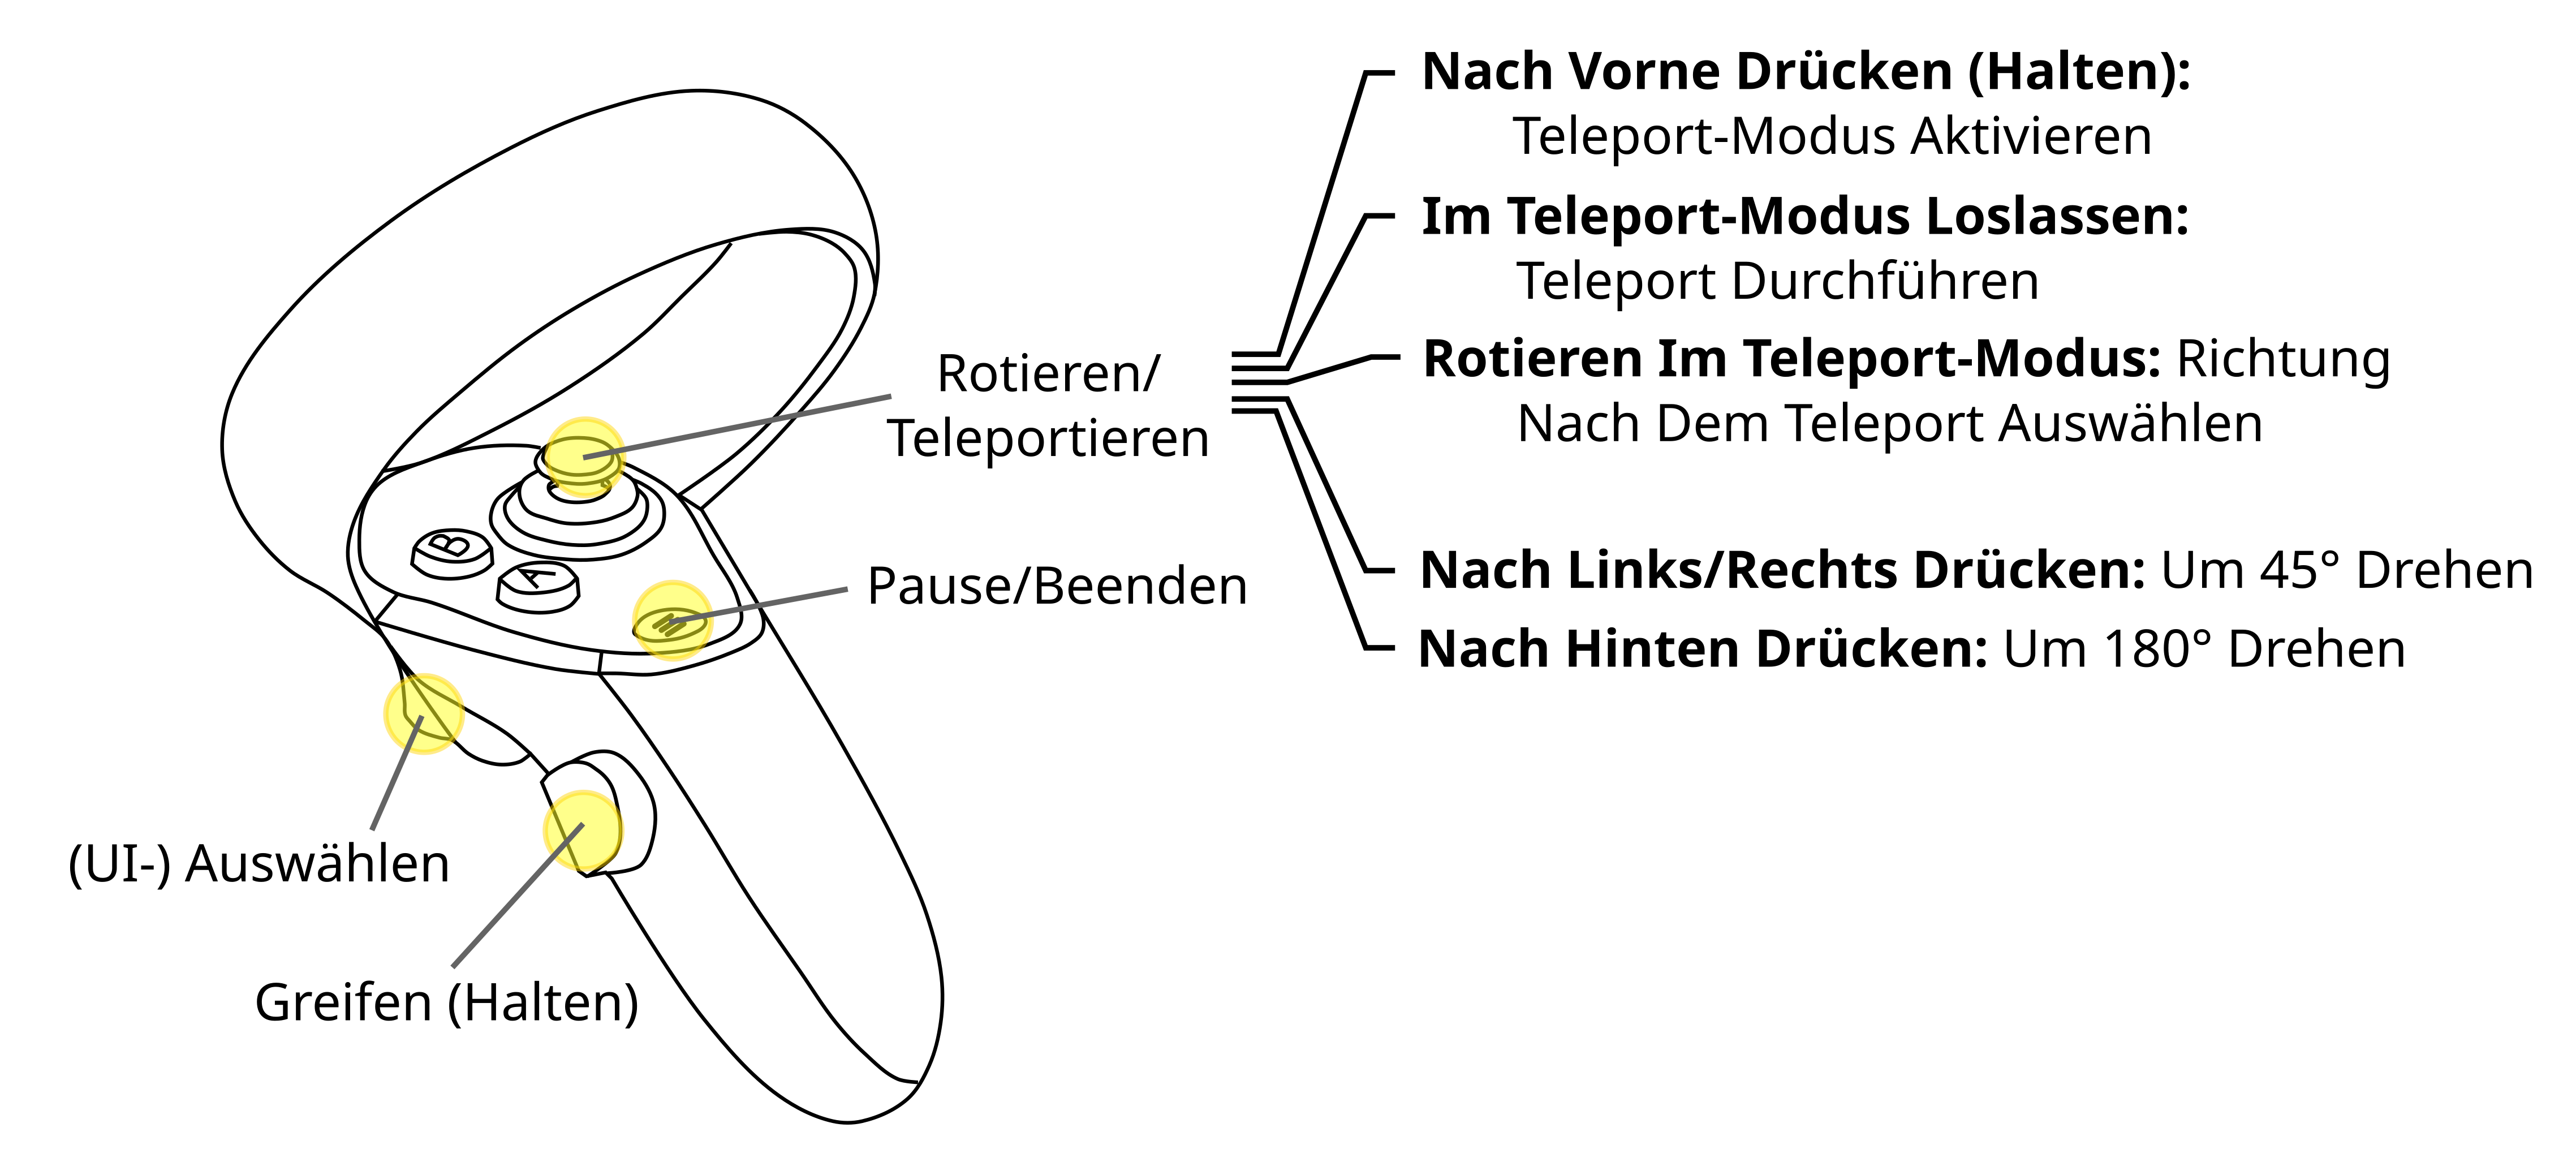 Nach Vorne Drücken (Halten):
Teleport-Modus Aktivieren
Im Teleport-Modus Loslassen:
Teleport Durchführen
Rotieren Im Teleport-Modus: Richtung
Nach Dem Teleport Auswählen
Nach Links/Rechts Drücken: Um 45° Drehen
Nach Hinten Drücken: Um 180° Drehen
Rotieren/
Teleportieren
Pause/Beenden
B
A
(UI-) Auswählen
Greifen (Halten)